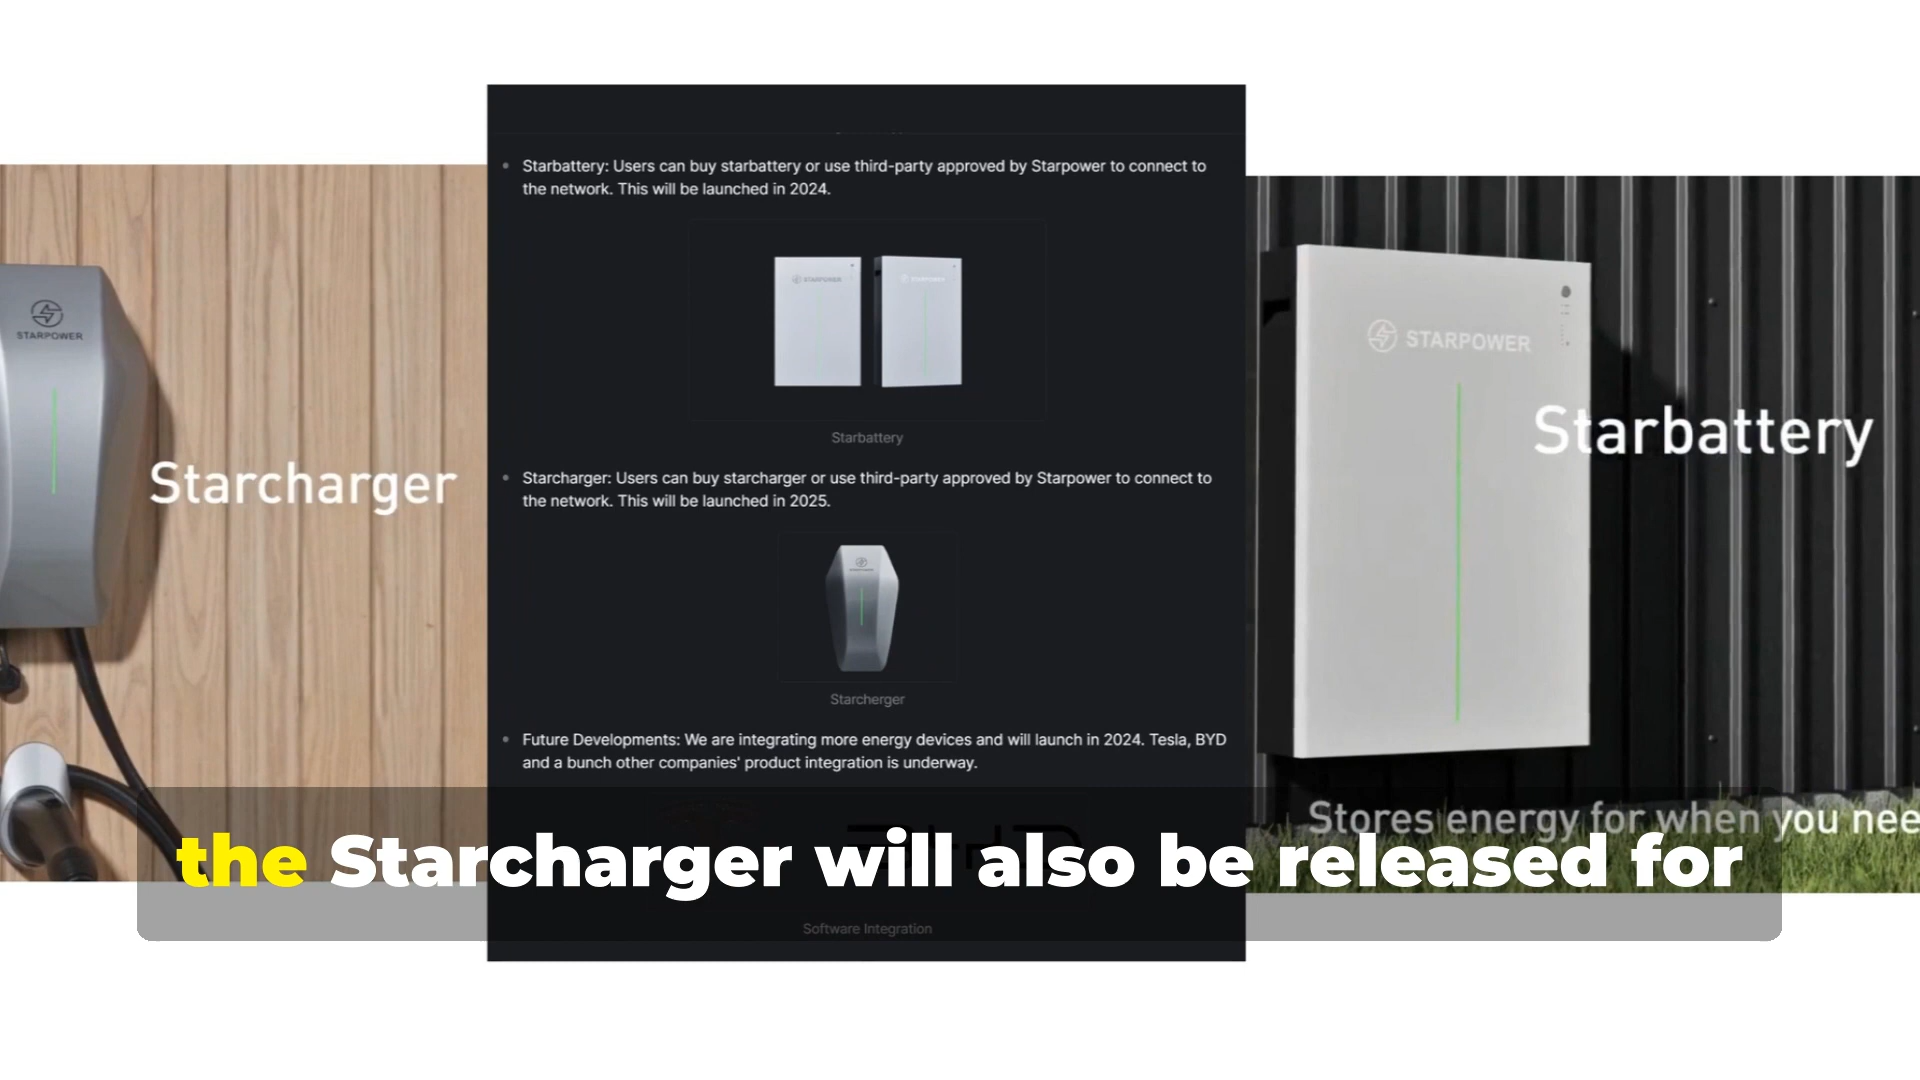 Starbattery: Users can buy starbattery or use third-party approved by Starpower to connect to
the network. This will be launched in 2024.
STARPOWER
STARPOWER
Starbattery
Starcharger: Users can buy starcharger or use third-party approved by Starpower to connect to
the network. This will be launched in 2025.
Starcherger
Future Developments: We are integrating more energy devices and will launch in 2024. Tesla, BYD
and a bunch other companies' product integration is underway.
Software Integration
STARPOWER
Starcharger
STARPOWER
Starbattery
Stores energy for when you nee
the Starcharger will also be released for